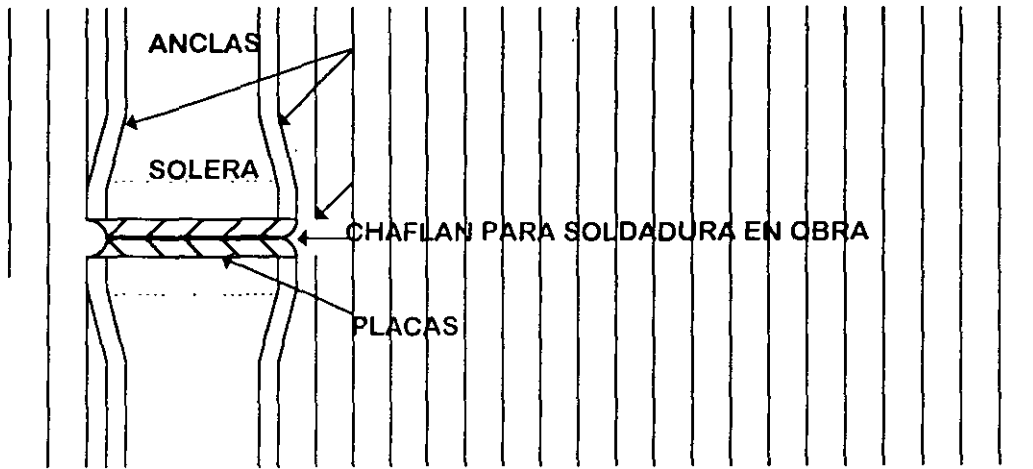 ANCLAS
SOLERA
CHAFLAN PARA SOLDADURA EN OBRA
PLACAS